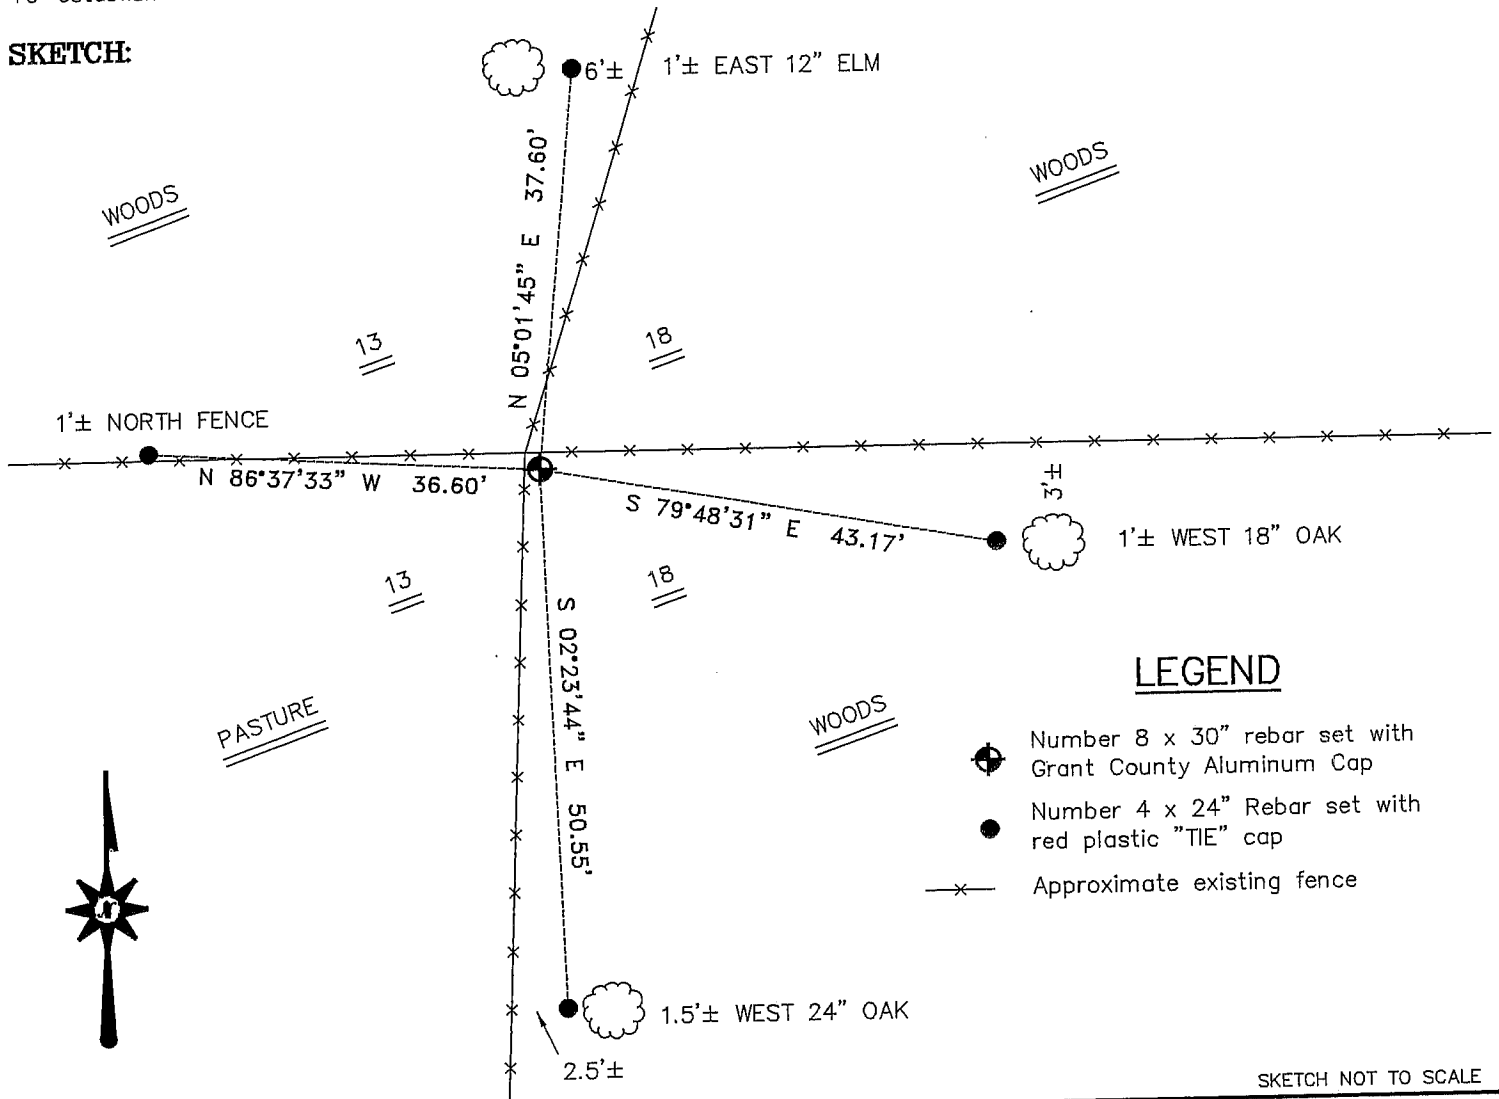 SKETCH:
6'± 1'± EAST 12" ELM
N 05°01'45" E 37.60'
WOODS
WOODS
13
18
1'± NORTH FENCE
N 86°37'33" W 36.60'
S 79°48'31" E 43.17'
3'±
1'± WEST 18" OAK
13
18
S 02°23'44" E 50.55'
PASTURE
WOODS
LEGEND
Number 8 x 30" rebar set with
Grant County Aluminum Cap
Number 4 x 24" Rebar set with
red plastic "TIE" cap
Approximate existing fence
N
1.5'± WEST 24" OAK
2.5'±
SKETCH NOT TO SCALE